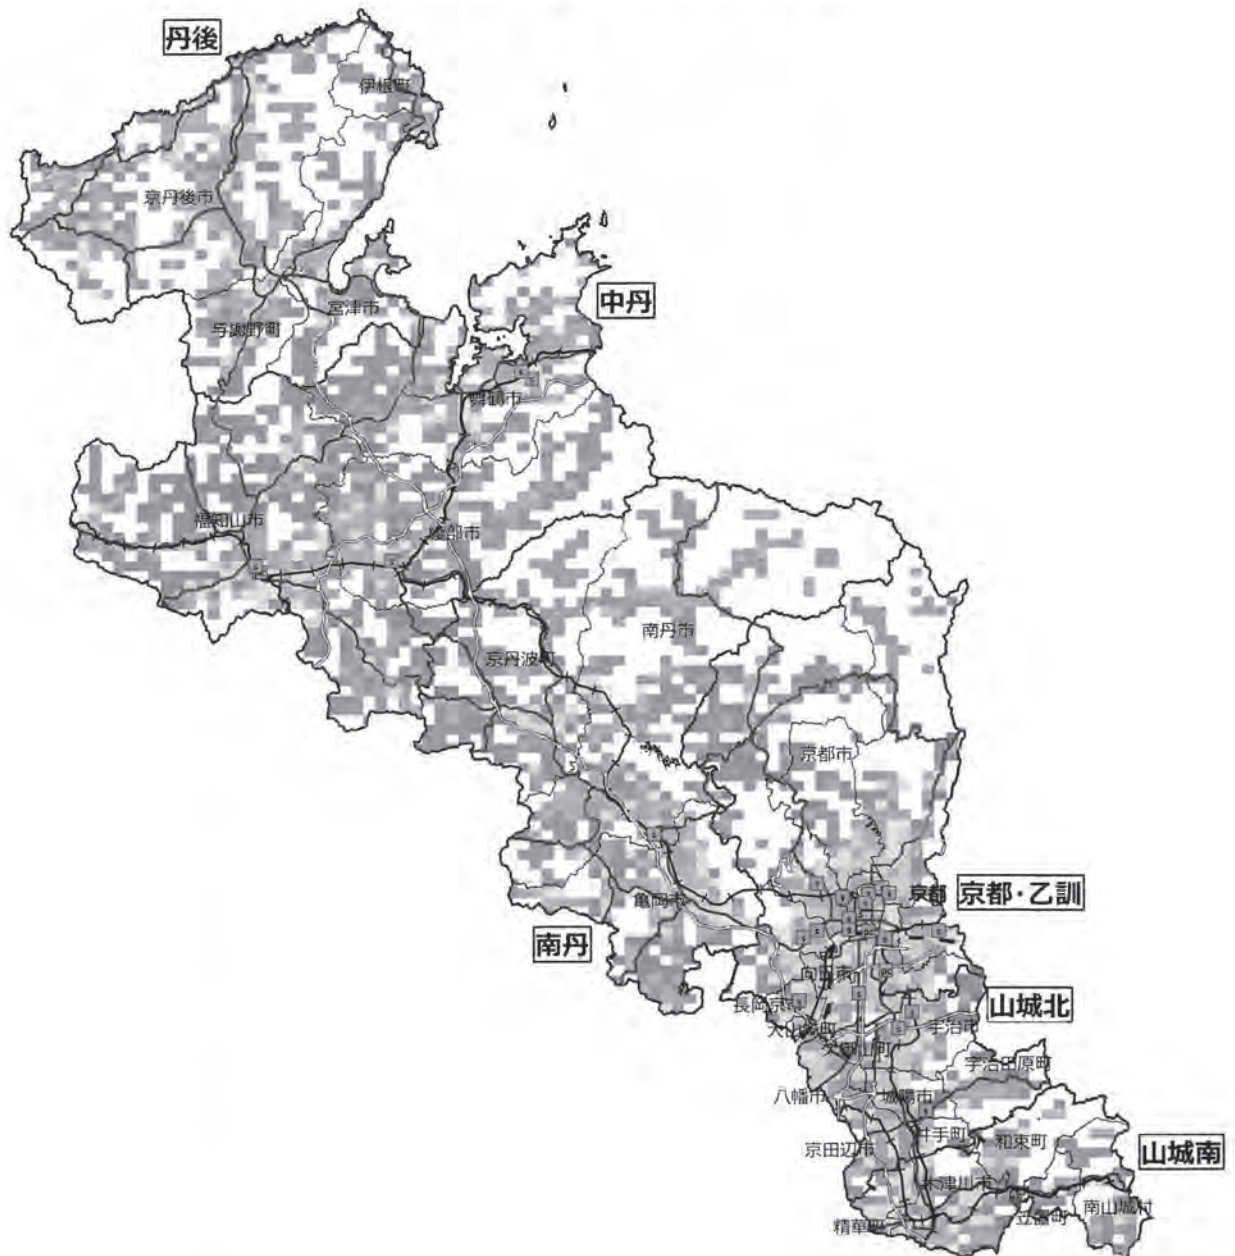 丹後
伊根町
京丹後市
中丹
宮津市
与謝野町
舞鶴市
福知山市
綾部市
南丹市
京丹波町
京都市
京都
京都・乙訓
亀岡市
南丹
向日市
長岡京市
山城北
大山崎町
宇治市
久御山町
宇治田原町
八幡市
城陽市
井手町
和束町
京田辺市
山城南
木津川市
南山城村
笠置町
精華町